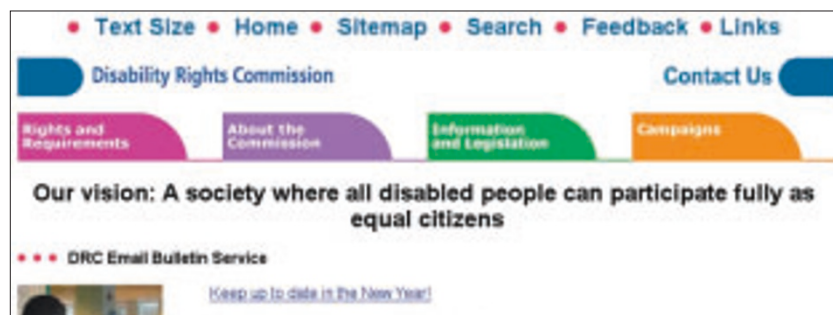 • Text Size • Home • Sitemap • Search • Feedback • Links
Disability Rights Commission Contact Us
Rights and
Requirements
About the
Commission
Information
and Legislation
Campaigns
Our vision: A society where all disabled people can participate fully as
equal citizens
• • • DRC Email Bulletin Service
Keep up to date in the New Year!